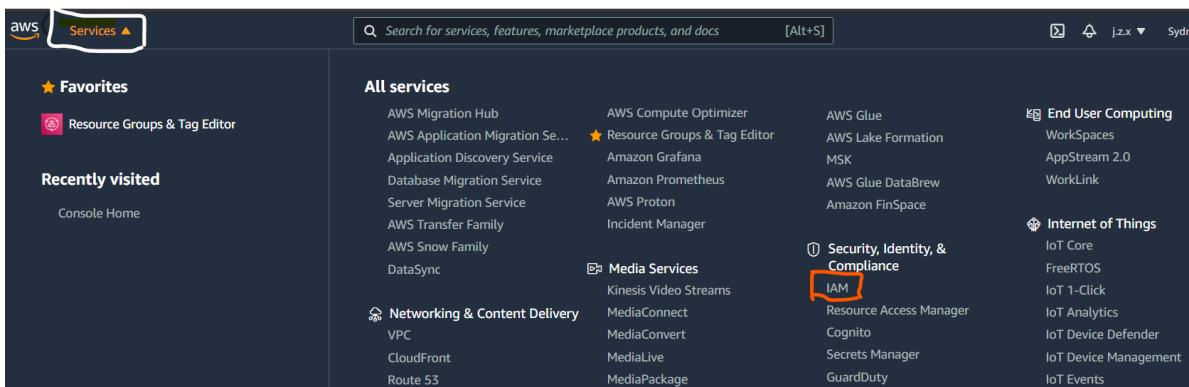 aws
Services ▲
Search for services, features, marketplace products, and docs [Alt+S]
j.z.x ▼
Favorites
Resource Groups & Tag Editor
Recently visited
Console Home
All services
AWS Migration Hub
AWS Application Migration Se...
Application Discovery Service
Database Migration Service
Server Migration Service
AWS Transfer Family
AWS Snow Family
DataSync
Networking & Content Delivery
VPC
CloudFront
Route 53
AWS Compute Optimizer
Resource Groups & Tag Editor
Amazon Grafana
Amazon Prometheus
AWS Proton
Incident Manager
Media Services
Kinesis Video Streams
MediaConnect
MediaConvert
MediaLive
MediaPackage
AWS Glue
AWS Lake Formation
MSK
AWS Glue DataBrew
Amazon FinSpace
Security, Identity, &
Compliance
IAM
Resource Access Manager
Cognito
Secrets Manager
GuardDuty
End User Computing
WorkSpaces
AppStream 2.0
WorkLink
Internet of Things
IoT Core
FreeRTOS
IoT 1-Click
IoT Analytics
IoT Device Defender
IoT Device Management
IoT Events